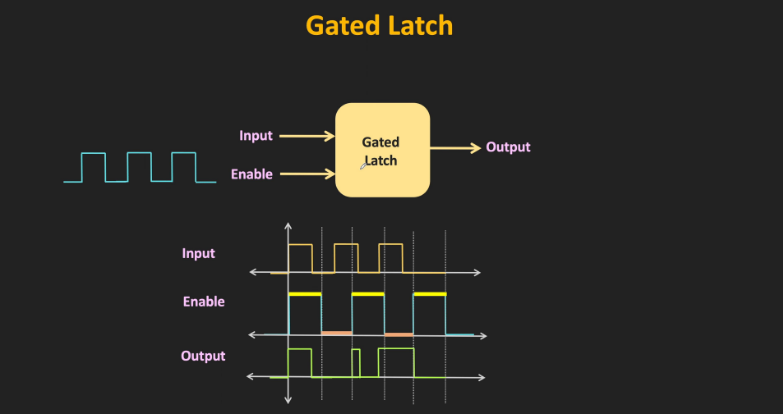 Gated Latch
Input
Gated
Latch
Output
Enable
Input
Enable
Output